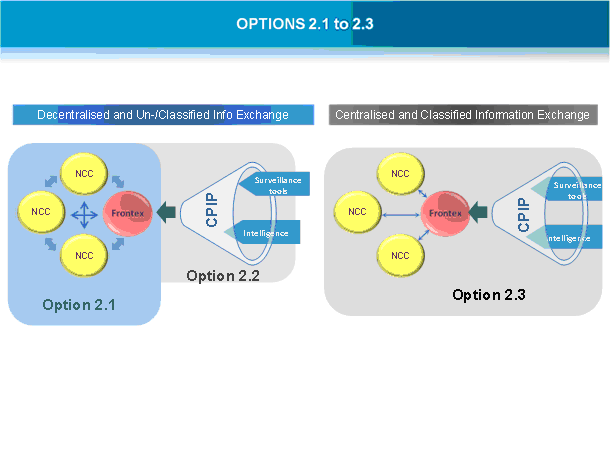 OPTIONS 2.1 to 2.3
Decentralised and Un-/Classified Info Exchange
Centralised and Classified Information Exchange
NCC
NCC
Frontex
NCC
CPIP
Surveillance
tools
Intelligence
Option 2.1
Option 2.2
NCC
NCC
Frontex
NCC
CPIP
Surveillance
tools
Intelligence
Option 2.3